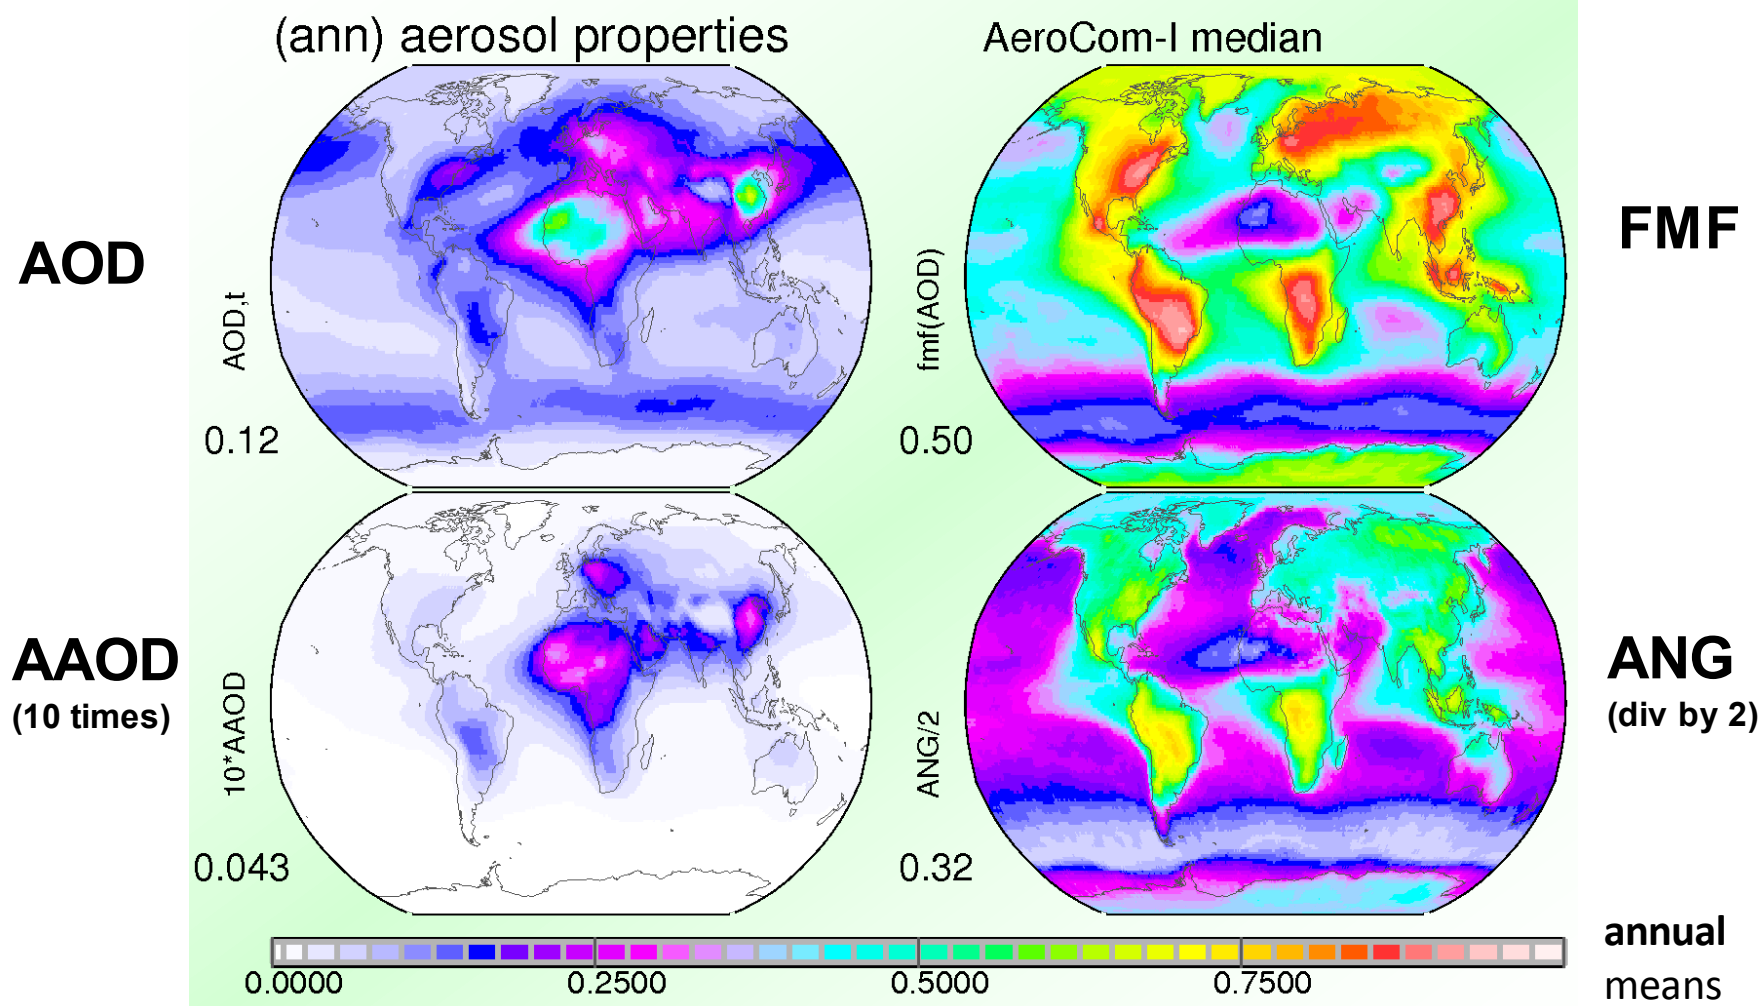 (ann) aerosol properties
AeroCom-I median
AOD
AOD,t
0.12
fmf(AOD)
0.50
FMF
AAOD
(10 times)
10*AAOD
0.043
ANG/2
0.32
ANG
(div by 2)
0.0000 0.2500 0.5000 0.7500
annual
means